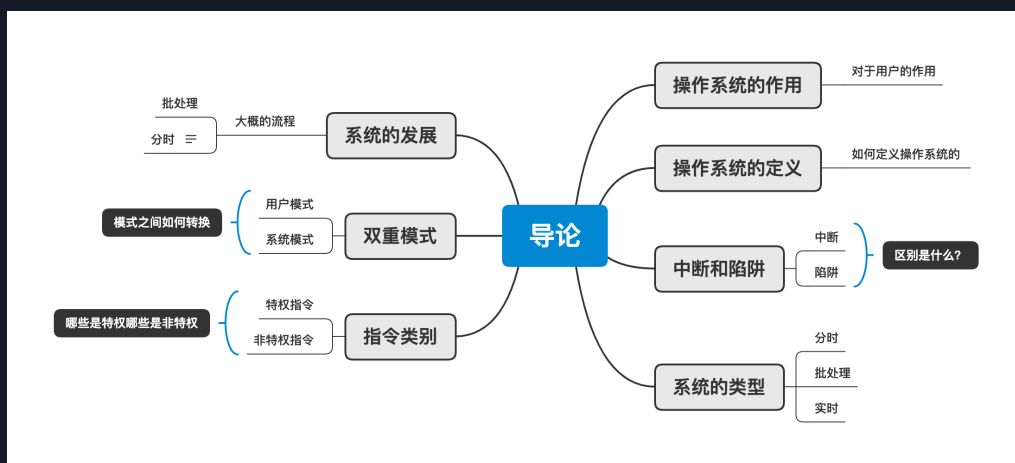 导论
操作系统的作用
对于用户的作用
操作系统的定义
如何定义操作系统的
中断和陷阱
中断
陷阱
区别是什么？
系统的类型
分时
批处理
实时
系统的发展
大概的流程
批处理
分时
双重模式
用户模式
系统模式
模式之间如何转换
指令类别
特权指令
非特权指令
哪些是特权哪些是非特权